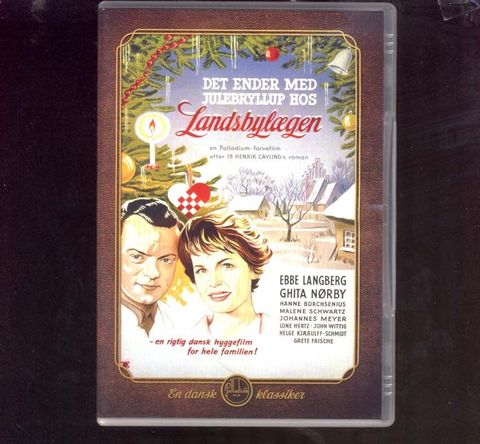 DET ENDER MED
JULEBRYLLUP HOS
Landsbylægen
en Palladium-farvefilm
efter IB HENRIK CAVLING's roman
EBBE LANGBERG
GHITA NØRBY
HANNE BORCHSENIUS
MALENE SCHWARTZ
JOHANNES MEYER
LONE HERTZ - JOHN WITTIG
HELGE KJÆRULFF-SCHMIDT
GRETE FRISCHE
- en rigtig dansk hyggefilm
for hele familien!
En dansk klassiker